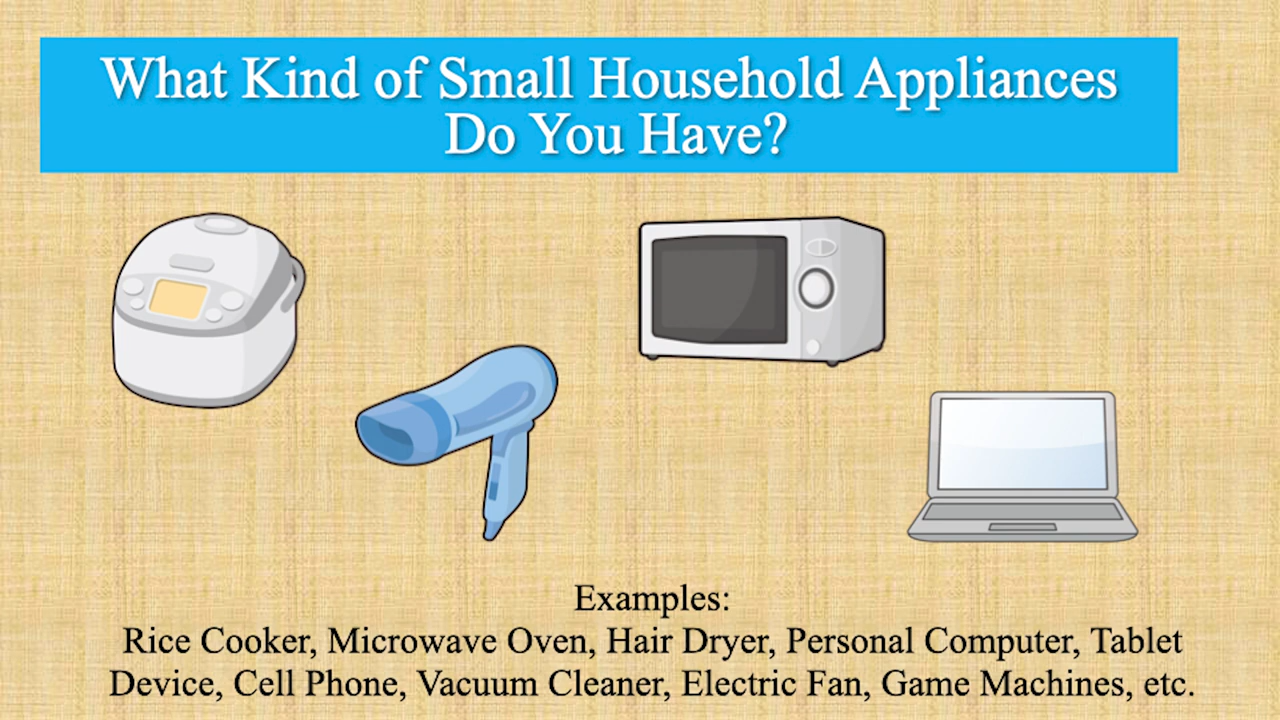 What Kind of Small Household Appliances
Do You Have?
Examples:
Rice Cooker, Microwave Oven, Hair Dryer, Personal Computer, Tablet
Device, Cell Phone, Vacuum Cleaner, Electric Fan, Game Machines, etc.